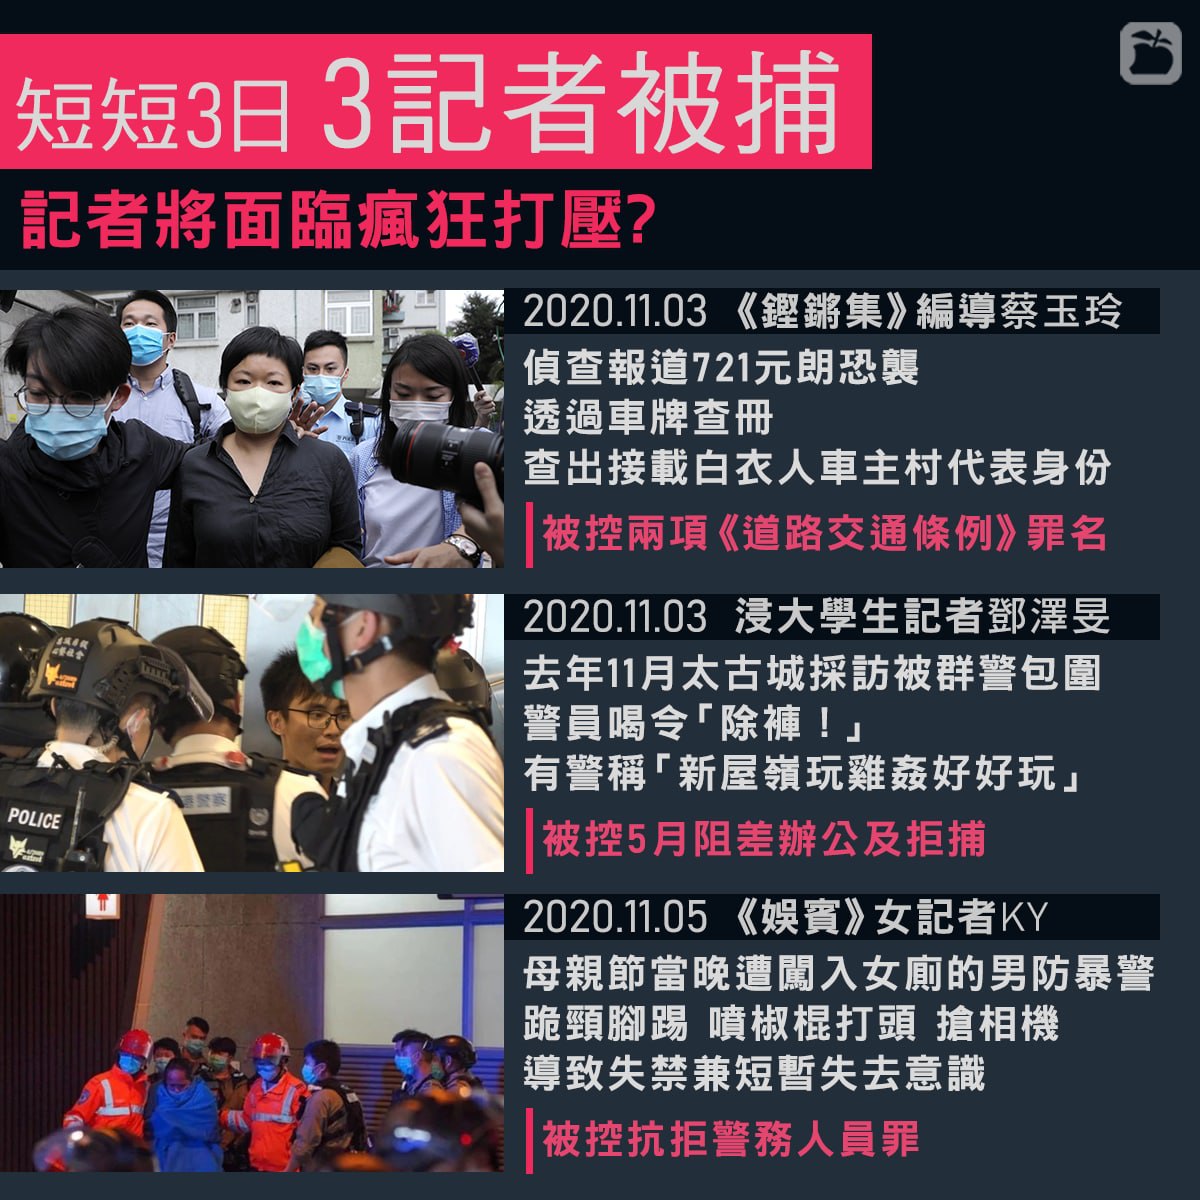 短短3日 3記者被捕
記者將面臨瘋狂打壓?
2020.11.03 《鏗鏘集》編導蔡玉玲
偵查報道721元朗恐襲
透過車牌查冊
查出接載白衣人車主村代表身份
被控兩項《道路交通條例》罪名
2020.11.03 浸大學生記者鄧澤旻
去年11月太古城採訪被群警包圍
警員喝令「除褲！」
有警稱「新屋嶺玩雞姦好好玩」
被控5月阻差辦公及拒捕
POLICE
警察
2020.11.05 《娛賓》女記者KY
母親節當晚遭闖入女廁的男防暴警
跪頸腳踢 噴椒棍打頭 搶相機
導致失禁兼短暫失去意識
被控抗拒警務人員罪